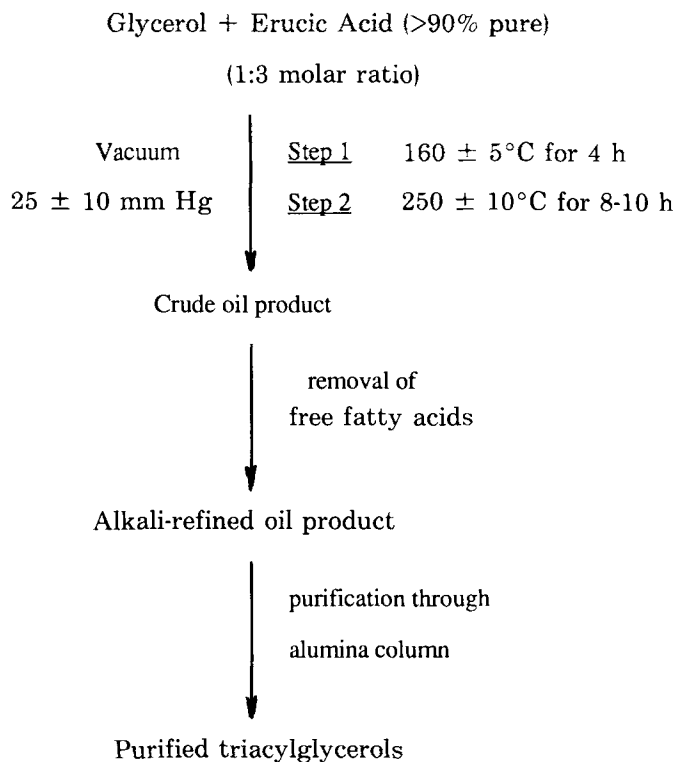 Glycerol + Erucic Acid (>90% pure)
(1:3 molar ratio)
Vacuum Step 1 160 ± 5°C for 4 h
25 ± 10 mm Hg Step 2 250 ± 10°C for 8-10 h
Crude oil product
removal of
free fatty acids
Alkali-refined oil product
purification through
alumina column
Purified triacylglycerols